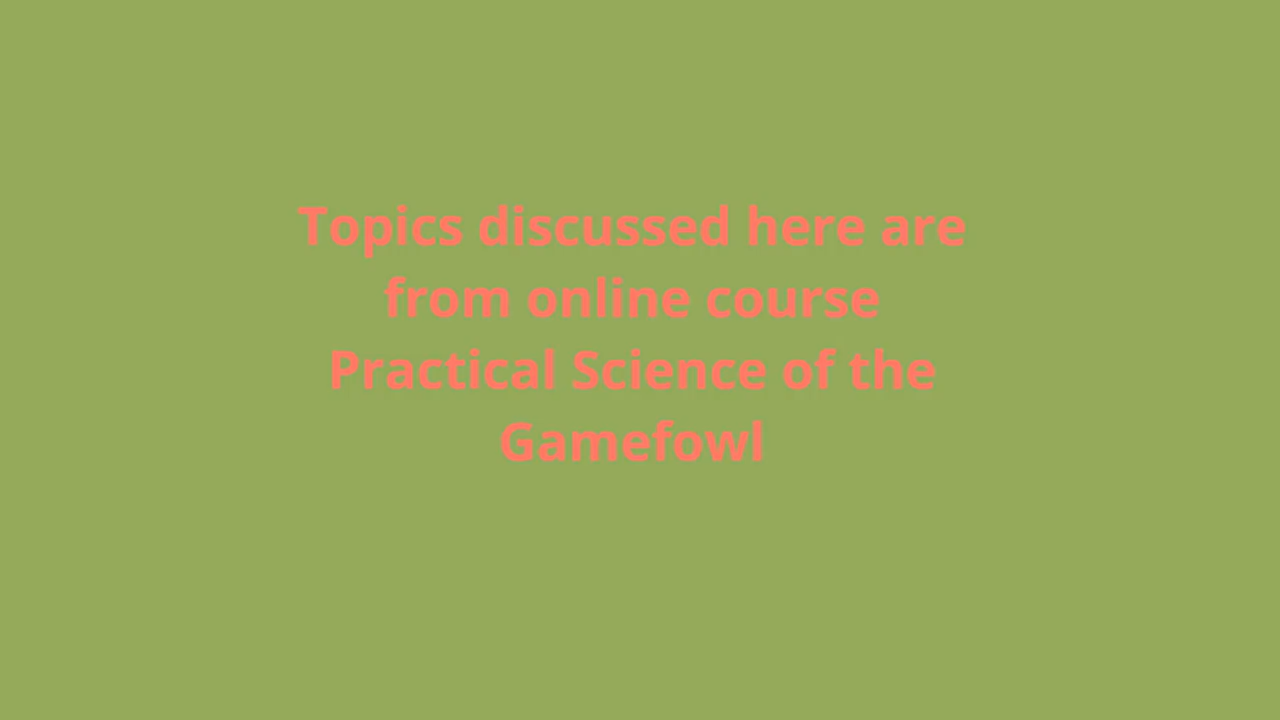 Topics discussed here are
from online course
Practical Science of the
Gamefowl